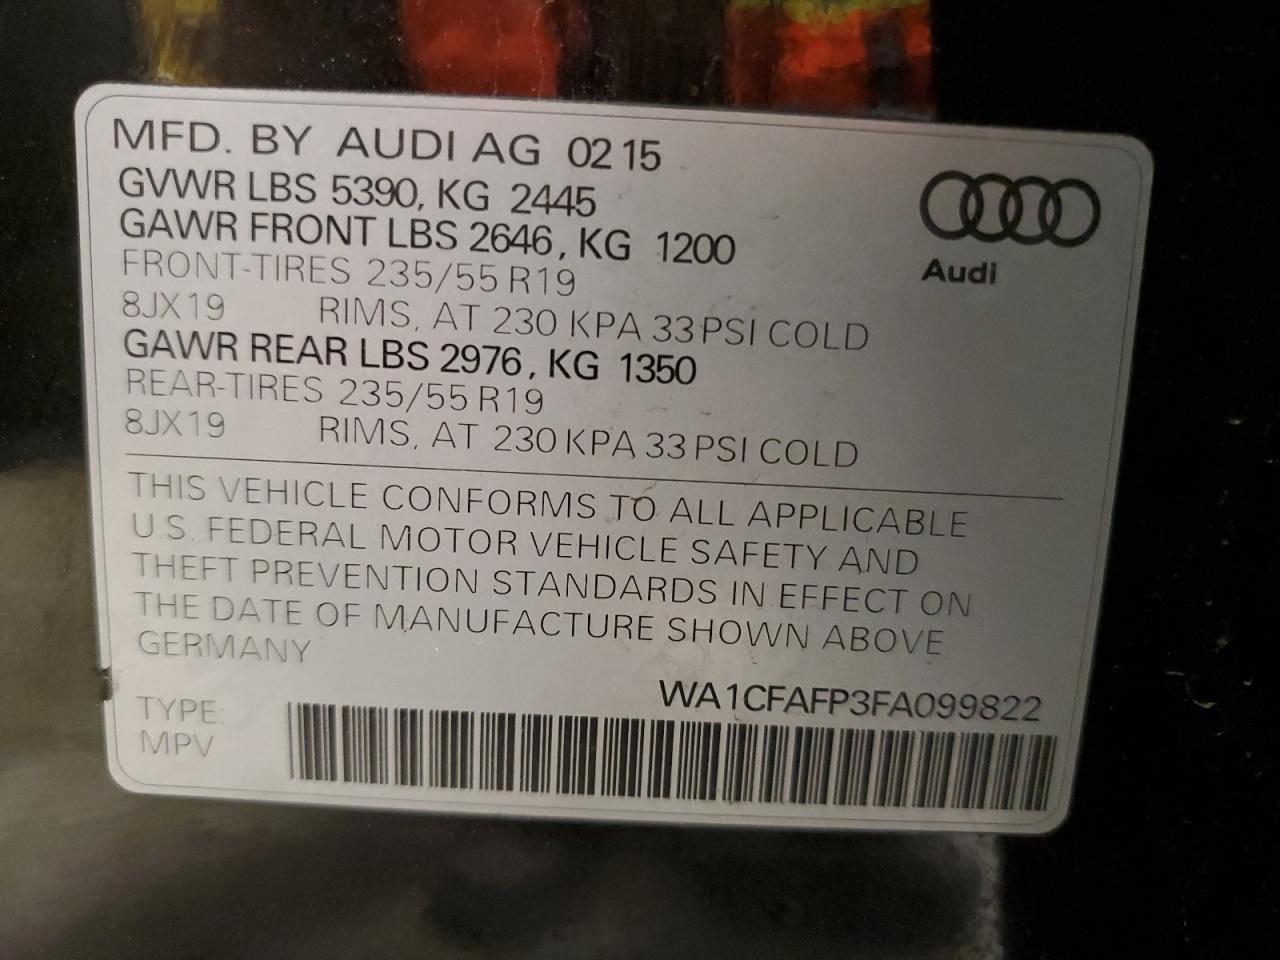 MFD. BY AUDI AG 02 15
GVWR LBS 5390, KG 2445
GAWR FRONT LBS 2646, KG 1200
FRONT-TIRES 235/55 R19
8JX19 RIMS, AT 230 KPA 33 PSI COLD
GAWR REAR LBS 2976, KG 1350
REAR-TIRES 235/55 R19
8JX19 RIMS, AT 230 KPA 33 PSI COLD
Audi
THIS VEHICLE CONFORMS TO ALL APPLICABLE
U.S. FEDERAL MOTOR VEHICLE SAFETY AND
THEFT PREVENTION STANDARDS IN EFFECT ON
THE DATE OF MANUFACTURE SHOWN ABOVE
GERMANY
WA1CFAFP3FA099822
TYPE:
MPV